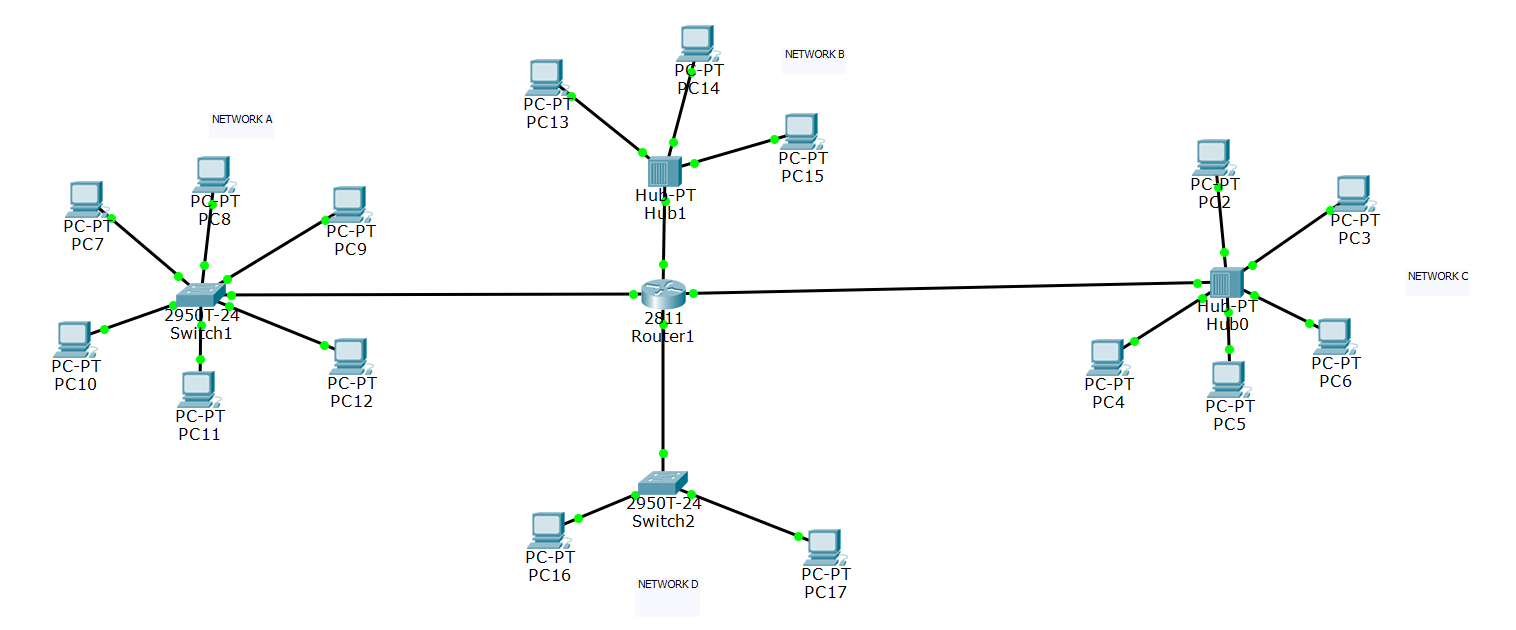 NETWORK A
PC-PT
PC7
PC-PT
PC8
PC-PT
PC9
2950T-24
Switch1
PC-PT
PC10
PC-PT
PC11
PC-PT
PC12
NETWORK B
PC-PT
PC13
PC-PT
PC14
PC-PT
PC15
Hub-PT
Hub1
2811
Router1
2950T-24
Switch2
PC-PT
PC16
PC-PT
PC17
NETWORK D
PC-PT
PC2
PC-PT
PC3
NETWORK C
Hub-PT
Hub0
PC-PT
PC4
PC-PT
PC5
PC-PT
PC6